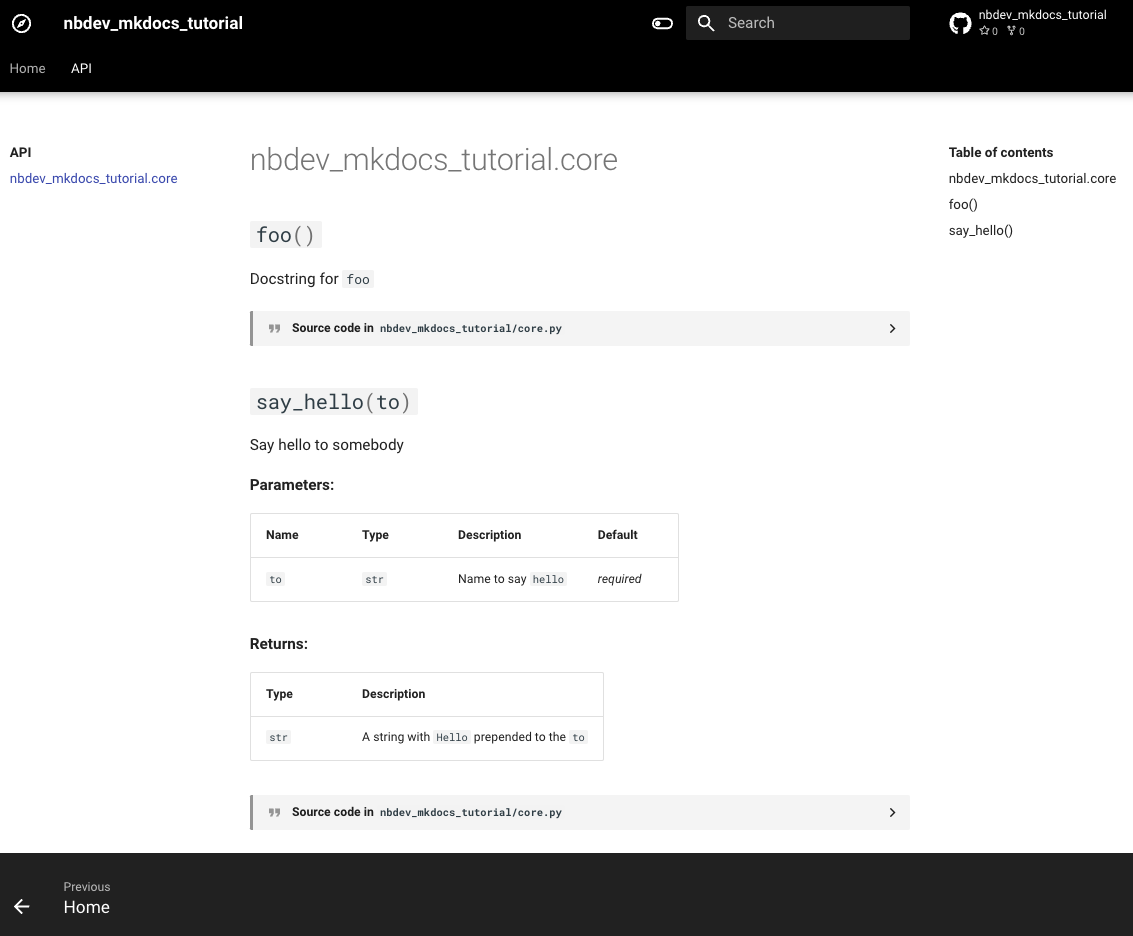 nbdev_mkdocs_tutorial
Search
nbdev_mkdocs_tutorial
0 0
Home API
API
nbdev_mkdocs_tutorial.core
nbdev_mkdocs_tutorial.core
foo()
Docstring for foo
Source code in nbdev_mkdocs_tutorial/core.py
say_hello(to)
Say hello to somebody
Parameters:
Name Type Description Default
to str Name to say hello required
Returns:
Type Description
str A string with Hello prepended to the to
Source code in nbdev_mkdocs_tutorial/core.py
Table of contents
nbdev_mkdocs_tutorial.core
foo()
say_hello()
Previous
Home